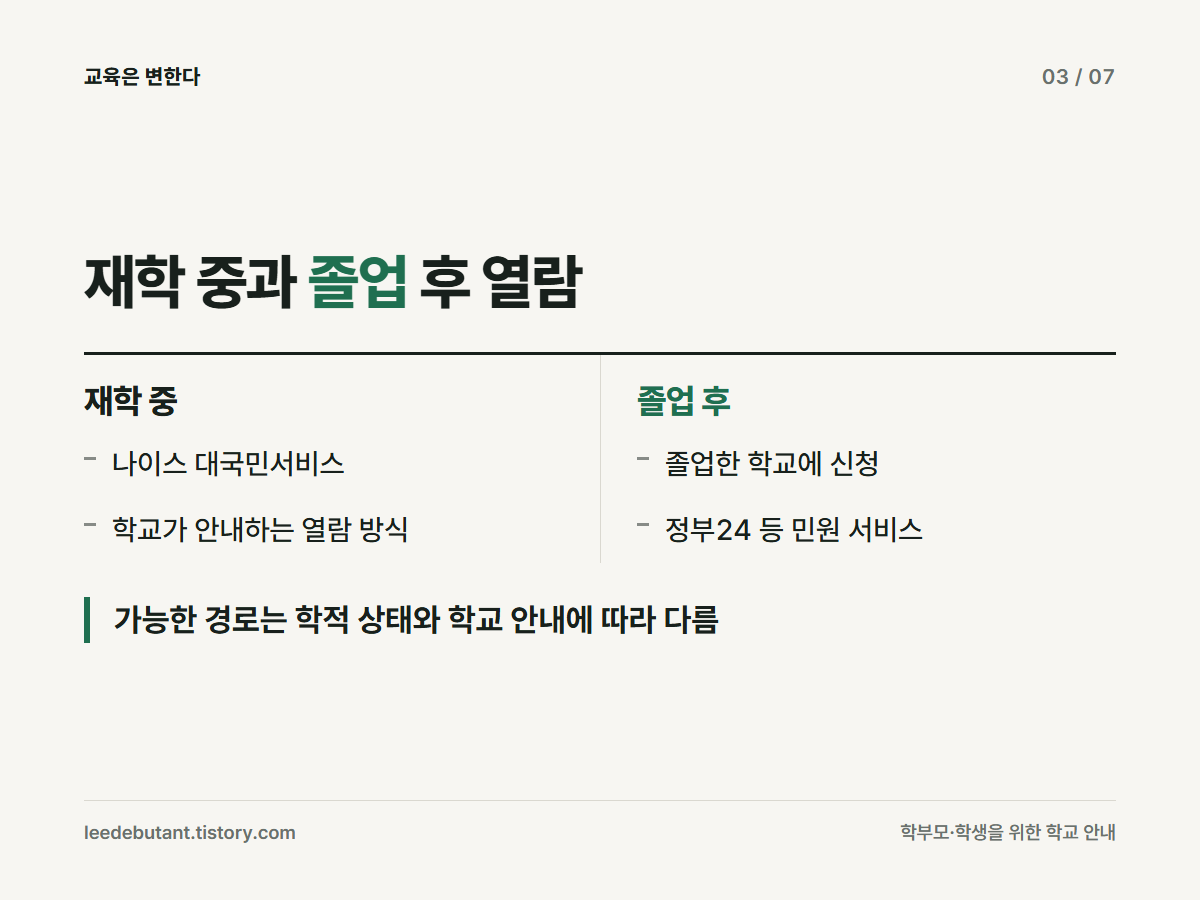 교육은 변한다
03 / 07
재학 중과 졸업 후 열람
재학 중
나이스 대국민서비스
학교가 안내하는 열람 방식
졸업 후
졸업한 학교에 신청
정부24 등 민원 서비스
가능한 경로는 학적 상태와 학교 안내에 따라 다름
leedebutant.tistory.com
학부모·학생을 위한 학교 안내